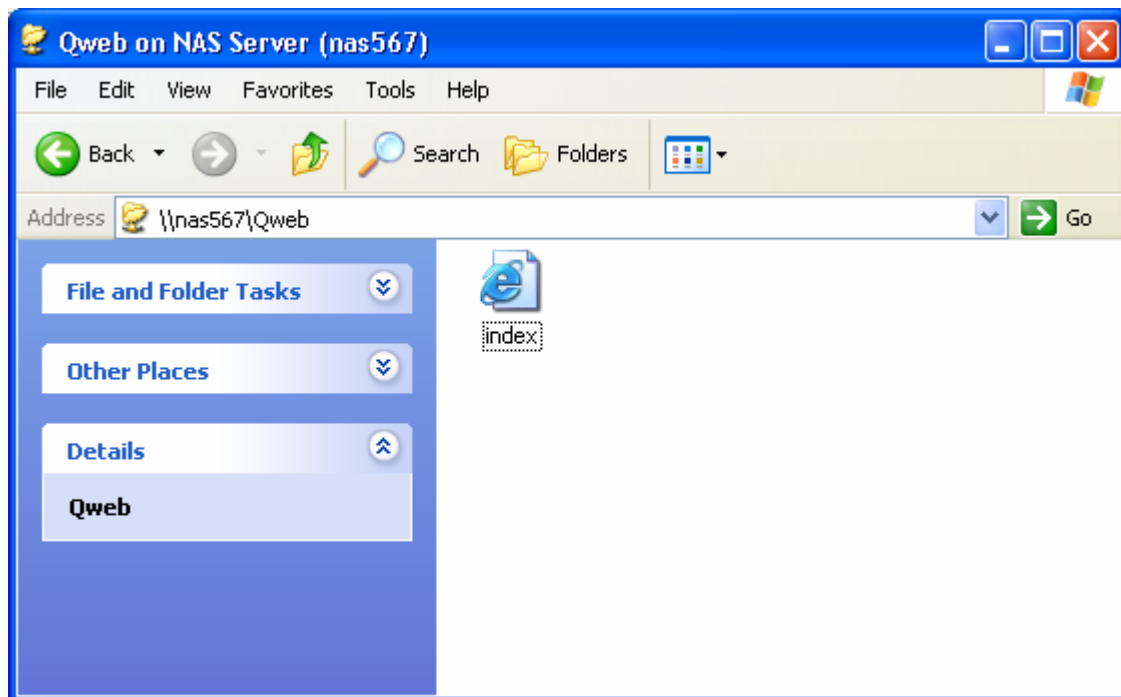 Qweb on NAS Server (nas567)
File Edit View Favorites Tools Help
Back Search Folders
Address \\nas567\Qweb Go
File and Folder Tasks
Other Places
Details
Qweb
index